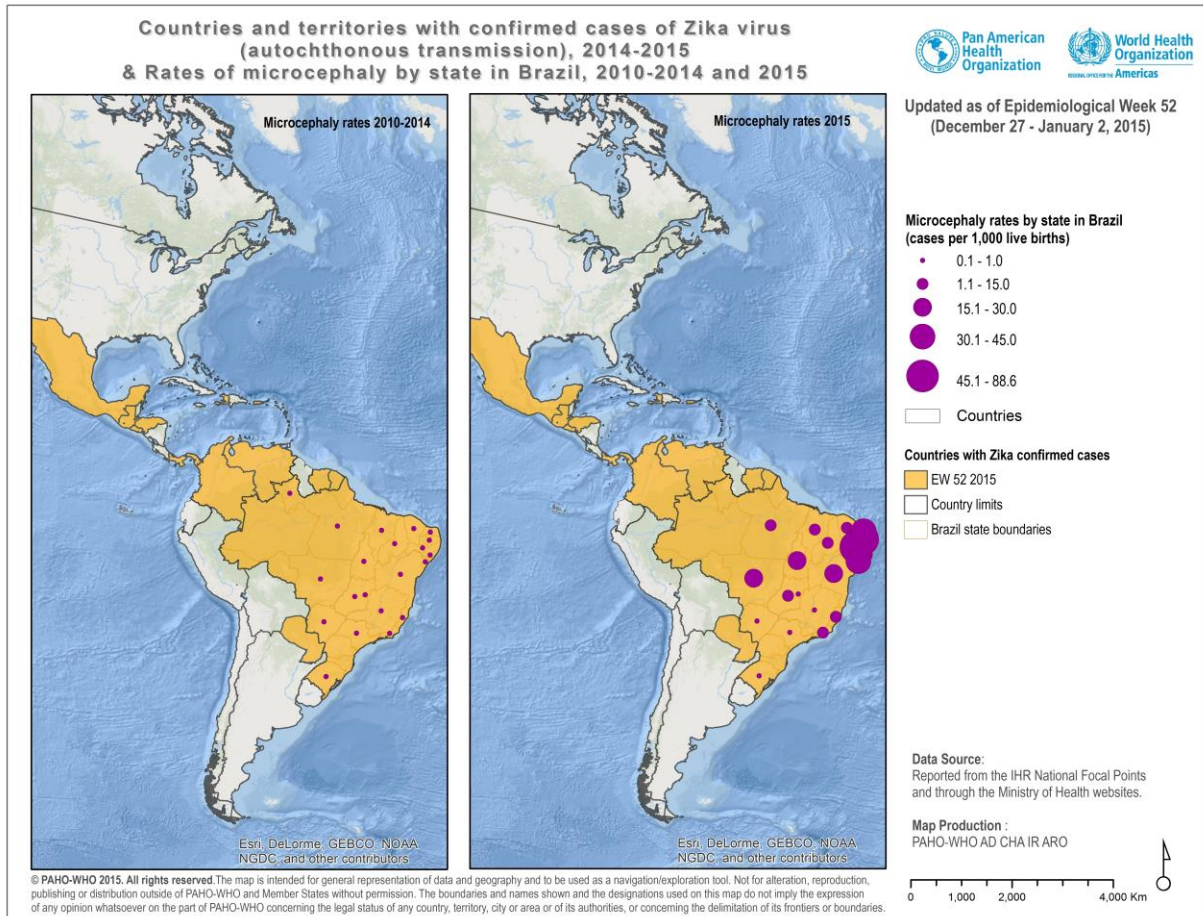 Countries and territories with confirmed cases of Zika virus
(autochthonous transmission), 2014-2015
& Rates of microcephaly by state in Brazil, 2010-2014 and 2015
Pan American
Health
Organization
World Health
Organization
REGIONAL OFFICE FOR THE Americas
Updated as of Epidemiological Week 52
(December 27 - January 2, 2015)
Microcephaly rates 2010-2014
Microcephaly rates 2015
Microcephaly rates by state in Brazil
(cases per 1,000 live births)
0.1 - 1.0
1.1 - 15.0
15.1 - 30.0
30.1 - 45.0
45.1 - 88.6
Countries
Countries with Zika confirmed cases
EW 52 2015
Country limits
Brazil state boundaries
Data Source:
Reported from the IHR National Focal Points
and through the Ministry of Health websites.
Map Production :
PAHO-WHO AD CHA IR ARO
0 1,000 2,000 4,000 Km
Esri, DeLorme, GEBCO, NOAA
NGDC, and other contributors
Esri, DeLorme, GEBCO, NOAA
NGDC, and other contributors
© PAHO-WHO 2015. All rights reserved.The map is intended for general representation of data and geography and to be used as a navigation/exploration tool. Not for alteration, reproduction,
publishing or distribution outside of PAHO-WHO and Member States without permission. The boundaries and names shown and the designations used on this map do not imply the expression
of any opinion whatsoever on the part of PAHO-WHO concerning the legal status of any country, territory, city or area or of its authorities, or concerning the delimitation of its frontiers or boundaries.